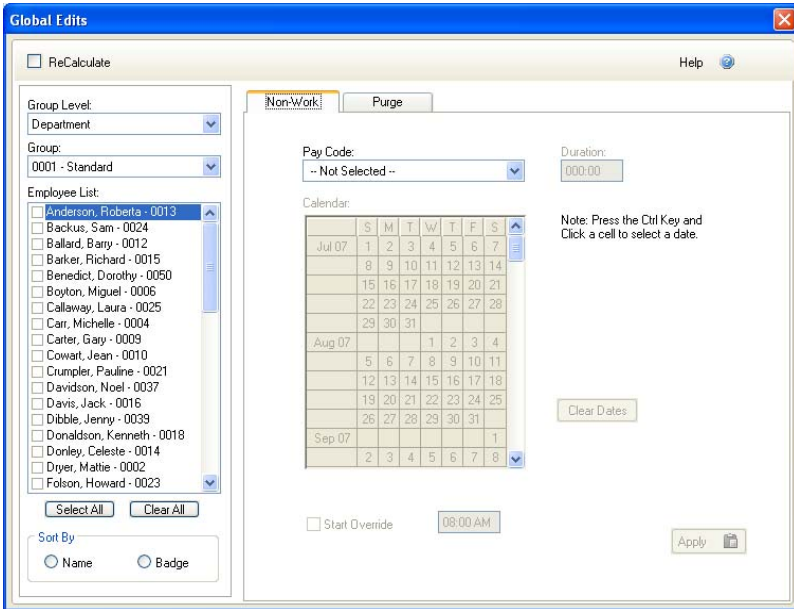 Global Edits
ReCalculate
Help
Group Level:
Department
Group:
0001 - Standard
Employee List:
Anderson, Roberta - 0013
Backus, Sam - 0024
Ballard, Barry - 0012
Barker, Richard - 0015
Benedict, Dorothy - 0050
Boyton, Miguel - 0006
Callaway, Laura - 0025
Carr, Michelle - 0004
Carter, Gary - 0009
Cowart, Jean - 0010
Crumpler, Pauline - 0021
Davidson, Noel - 0037
Davis, Jack - 0016
Dibble, Jenny - 0039
Donaldson, Kenneth - 0018
Donley, Celeste - 0014
Dryer, Mattie - 0002
Folson, Howard - 0023
Select All Clear All
Sort By
Name Badge
Non-Work Purge
Pay Code:
-- Not Selected --
Duration:
000:00
Calendar:
S M T W T F S
Jul 07 1 2 3 4 5 6 7
8 9 10 11 12 13 14
15 16 17 18 19 20 21
22 23 24 25 26 27 28
29 30 31
Aug 07 1 2 3 4
5 6 7 8 9 10 11
12 13 14 15 16 17 18
19 20 21 22 23 24 25
26 27 28 29 30 31
Sep 07 1
2 3 4 5 6 7 8
Note: Press the Ctrl Key and
Click a cell to select a date.
Clear Dates
Start Override 08:00 AM
Apply